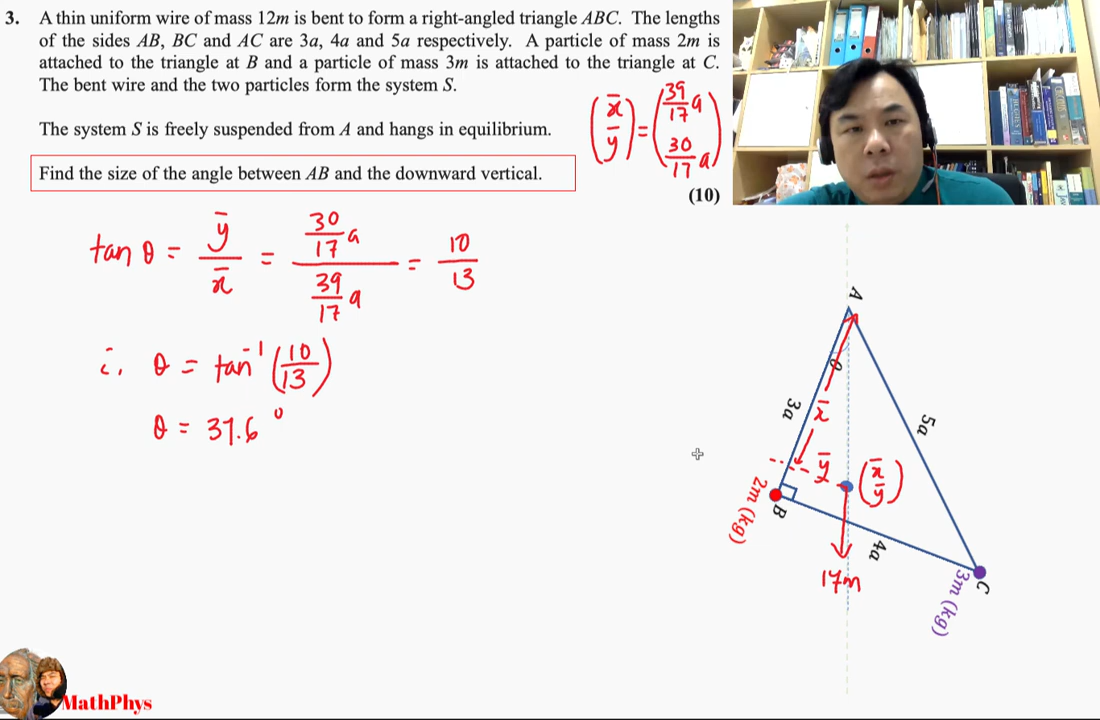 3. A thin uniform wire of mass 12m is bent to form a right-angled triangle ABC. The lengths
of the sides AB, BC and AC are 3a, 4a and 5a respectively. A particle of mass 2m is
attached to the triangle at B and a particle of mass 3m is attached to the triangle at C.
The bent wire and the two particles form the system S.
The system S is freely suspended from A and hangs in equilibrium.
Find the size of the angle between AB and the downward vertical.
(10)
(x̄ ȳ) = (39/17 a 30/17 a)
tan θ = ȳ/x̄ = (30/17 a)/(39/17 a) = 10/13
∴ θ = tan⁻¹(10/13)
θ = 37.6°
A
θ
3a
x̄
5a
ȳ
(x̄ ȳ)
2m (kg)
B
4a
17m
C
3m (kg)
MathPhys